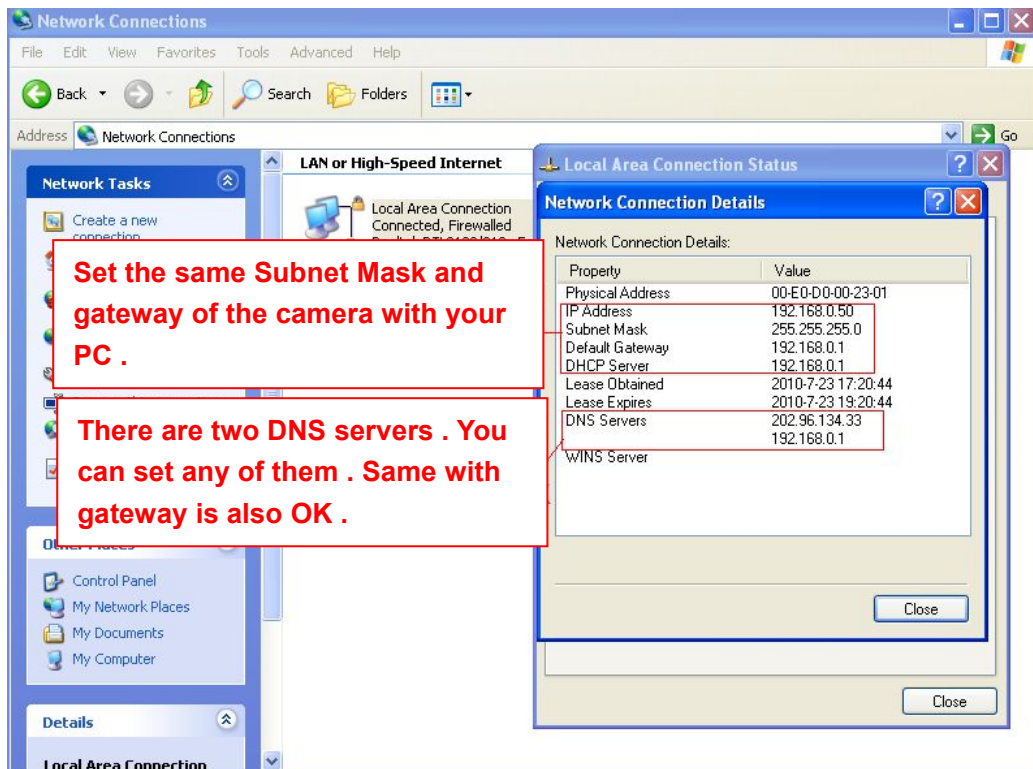 Network Connections
File Edit View Favorites Tools Advanced Help
Back Search Folders
Address Network Connections Go
Network Tasks
Create a new
connection
LAN or High-Speed Internet
Local Area Connection
Connected, Firewalled
Set the same Subnet Mask and
gateway of the camera with your
PC .
There are two DNS servers . You
can set any of them . Same with
gateway is also OK .
Other Places
Control Panel
My Network Places
My Documents
My Computer
Details
Local Area Connection
Local Area Connection Status
Network Connection Details
Network Connection Details:
Property Value
Physical Address 00-E0-D0-00-23-01
IP Address 192.168.0.50
Subnet Mask 255.255.255.0
Default Gateway 192.168.0.1
DHCP Server 192.168.0.1
Lease Obtained 2010-7-23 17:20:44
Lease Expires 2010-7-23 19:20:44
DNS Servers 202.96.134.33
192.168.0.1
WINS Server
Close
Close